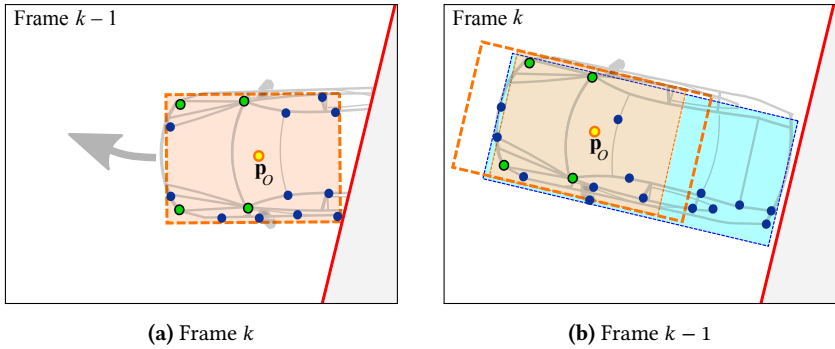 Frame k – 1
p_O
(a) Frame k
Frame k
p_O
(b) Frame k − 1